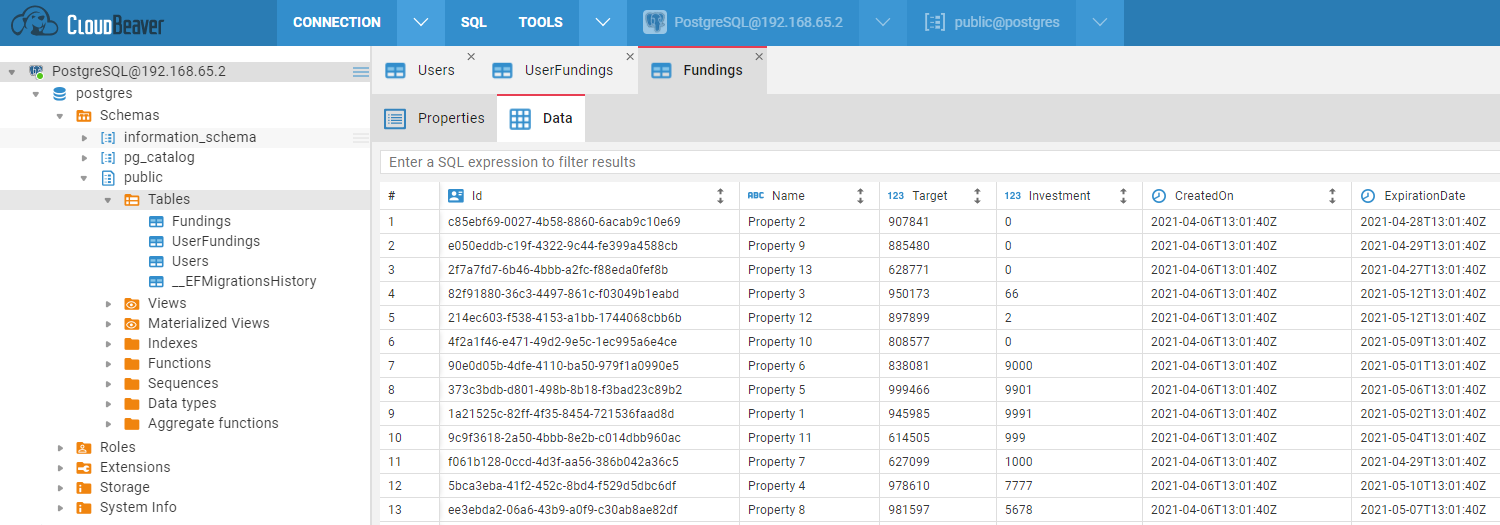 CloudBeaver CONNECTION SQL TOOLS PostgreSQL@192.168.65.2 public@postgres
PostgreSQL@192.168.65.2
postgres
Schemas
information_schema
pg_catalog
public
Tables
Fundings
UserFundings
Users
__EFMigrationsHistory
Views
Materialized Views
Indexes
Functions
Sequences
Data types
Aggregate functions
Roles
Extensions
Storage
System Info
Users UserFundings Fundings
Properties Data
Enter a SQL expression to filter results
# Id ABC Name 123 Target 123 Investment CreatedOn ExpirationDate
1 c85ebf69-0027-4b58-8860-6acab9c10e69 Property 2 907841 0 2021-04-06T13:01:40Z 2021-04-28T13:01:40Z
2 e050eddb-c19f-4322-9c44-fe399a4588cb Property 9 885480 0 2021-04-06T13:01:40Z 2021-04-29T13:01:40Z
3 2f7a7fd7-6b46-4bbb-a2fc-f88eda0fef8b Property 13 628771 0 2021-04-06T13:01:40Z 2021-04-27T13:01:40Z
4 82f91880-36c3-4497-861c-f03049b1eabd Property 3 950173 66 2021-04-06T13:01:40Z 2021-05-12T13:01:40Z
5 214ec603-f538-4153-a1bb-1744068cbb6b Property 12 897899 2 2021-04-06T13:01:40Z 2021-05-12T13:01:40Z
6 4f2a1f46-e471-49d2-9e5c-1ec995a6e4ce Property 10 808577 0 2021-04-06T13:01:40Z 2021-05-09T13:01:40Z
7 90e0d05b-4dfe-4110-ba50-979f1a0990e5 Property 6 838081 9000 2021-04-06T13:01:40Z 2021-05-01T13:01:40Z
8 373c3bdb-d801-498b-8b18-f3bad23c89b2 Property 5 999466 9901 2021-04-06T13:01:40Z 2021-05-06T13:01:40Z
9 1a21525c-82ff-4f35-8454-721536faad8d Property 1 945985 9991 2021-04-06T13:01:40Z 2021-05-02T13:01:40Z
10 9c9f3618-2a50-4bbb-8e2b-c014dbb960ac Property 11 614505 999 2021-04-06T13:01:40Z 2021-05-04T13:01:40Z
11 f061b128-0ccd-4d3f-aa56-386b042a36c5 Property 7 627099 1000 2021-04-06T13:01:40Z 2021-04-29T13:01:40Z
12 5bca3eba-41f2-452c-8bd4-f529d5dbc6df Property 4 978610 7777 2021-04-06T13:01:40Z 2021-05-10T13:01:40Z
13 ee3ebda2-06a6-43b9-a0f9-c30ab8ae82df Property 8 981597 5678 2021-04-06T13:01:40Z 2021-05-07T13:01:40Z